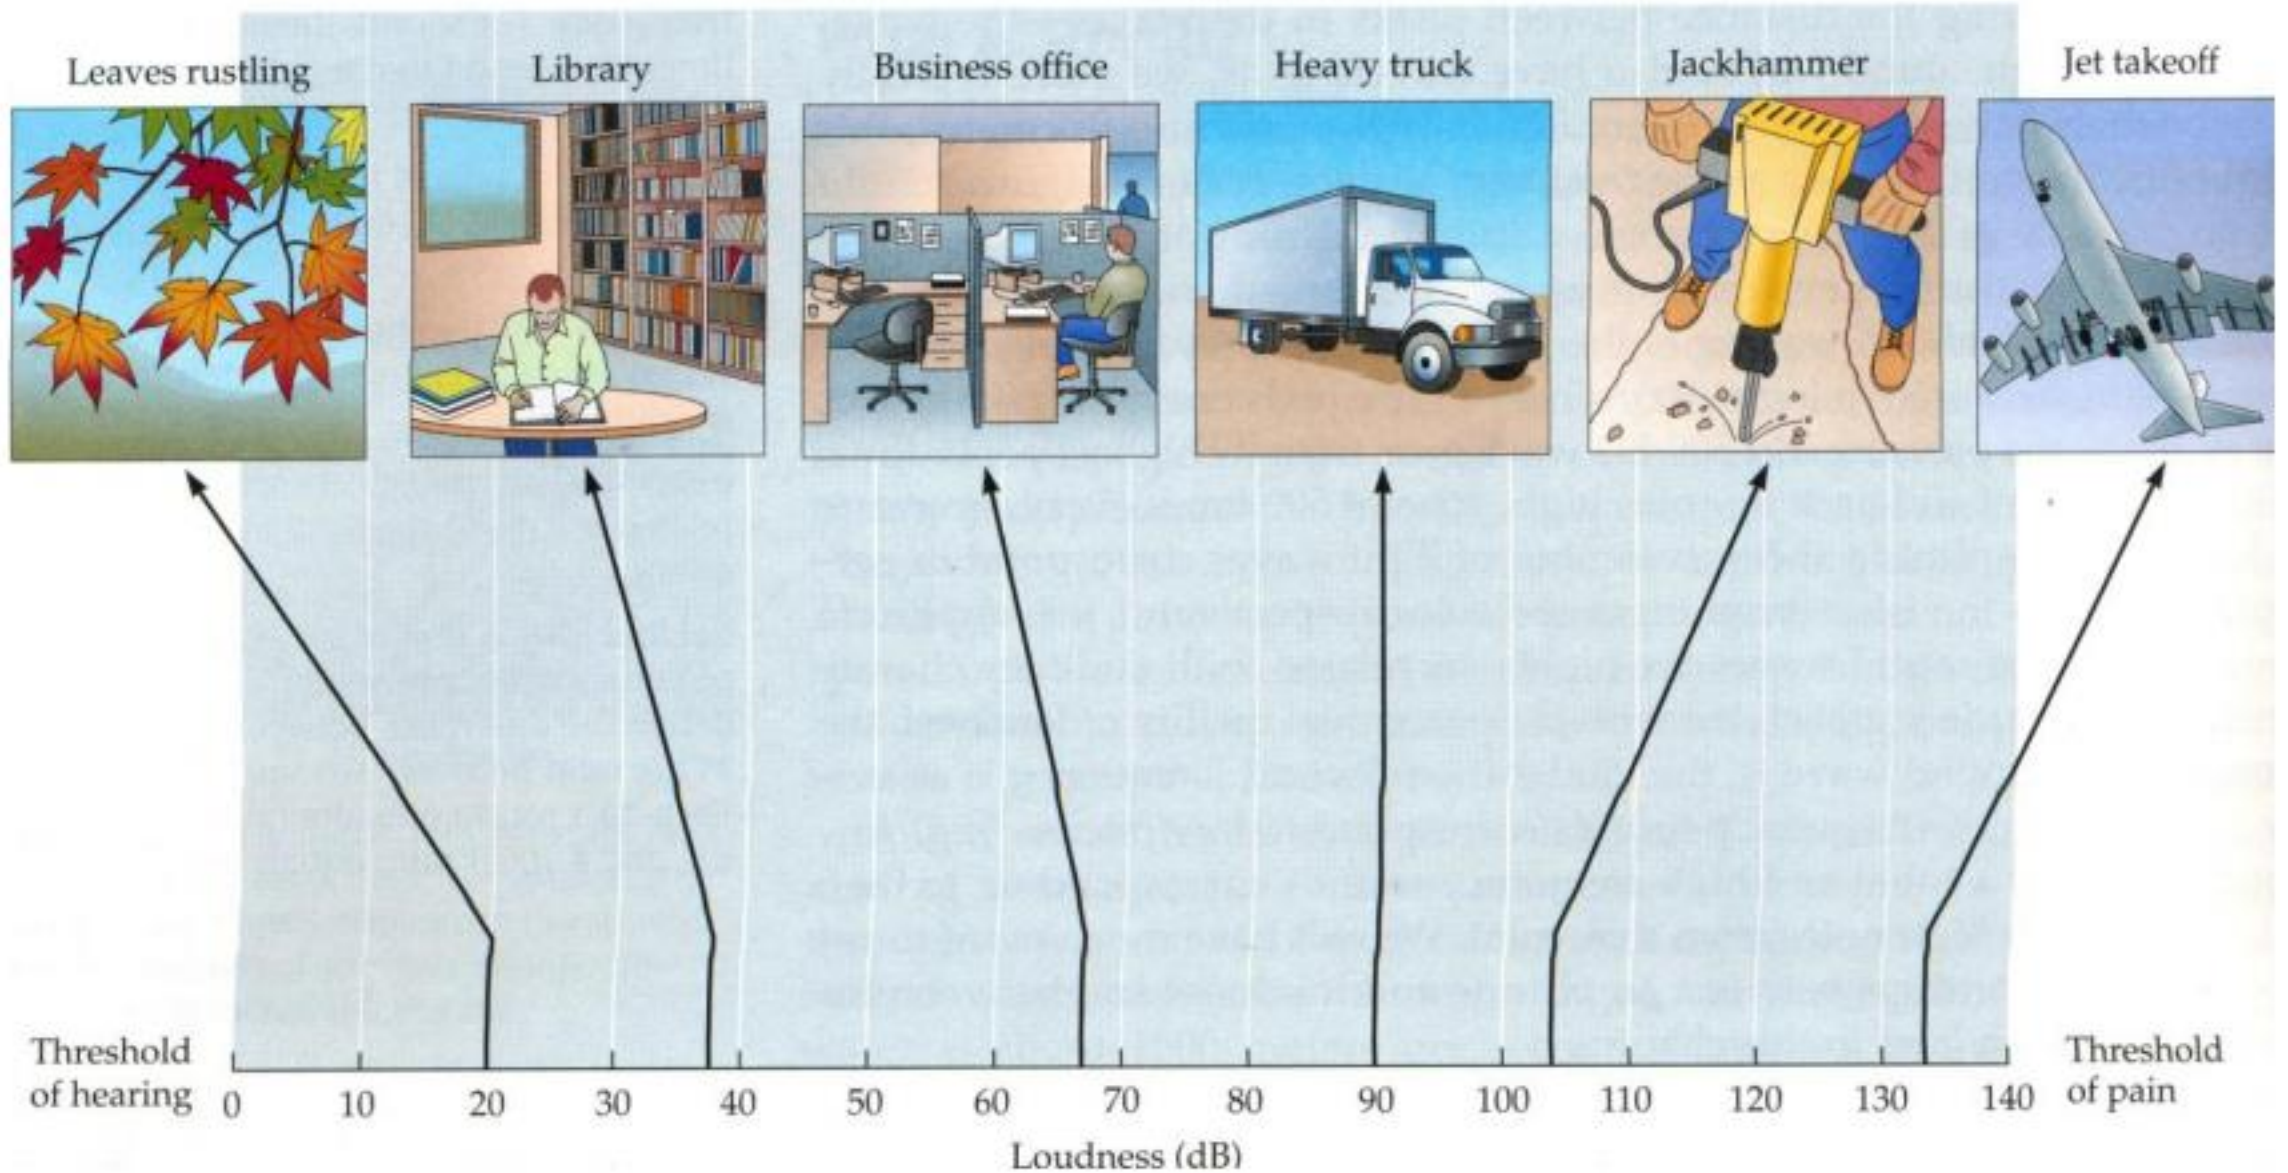 Leaves rustling
Library
Business office
Heavy truck
Jackhammer
Jet takeoff
Threshold
of hearing
0 10 20 30 40 50 60 70 80 90 100 110 120 130 140
Threshold
of pain
Loudness (dB)